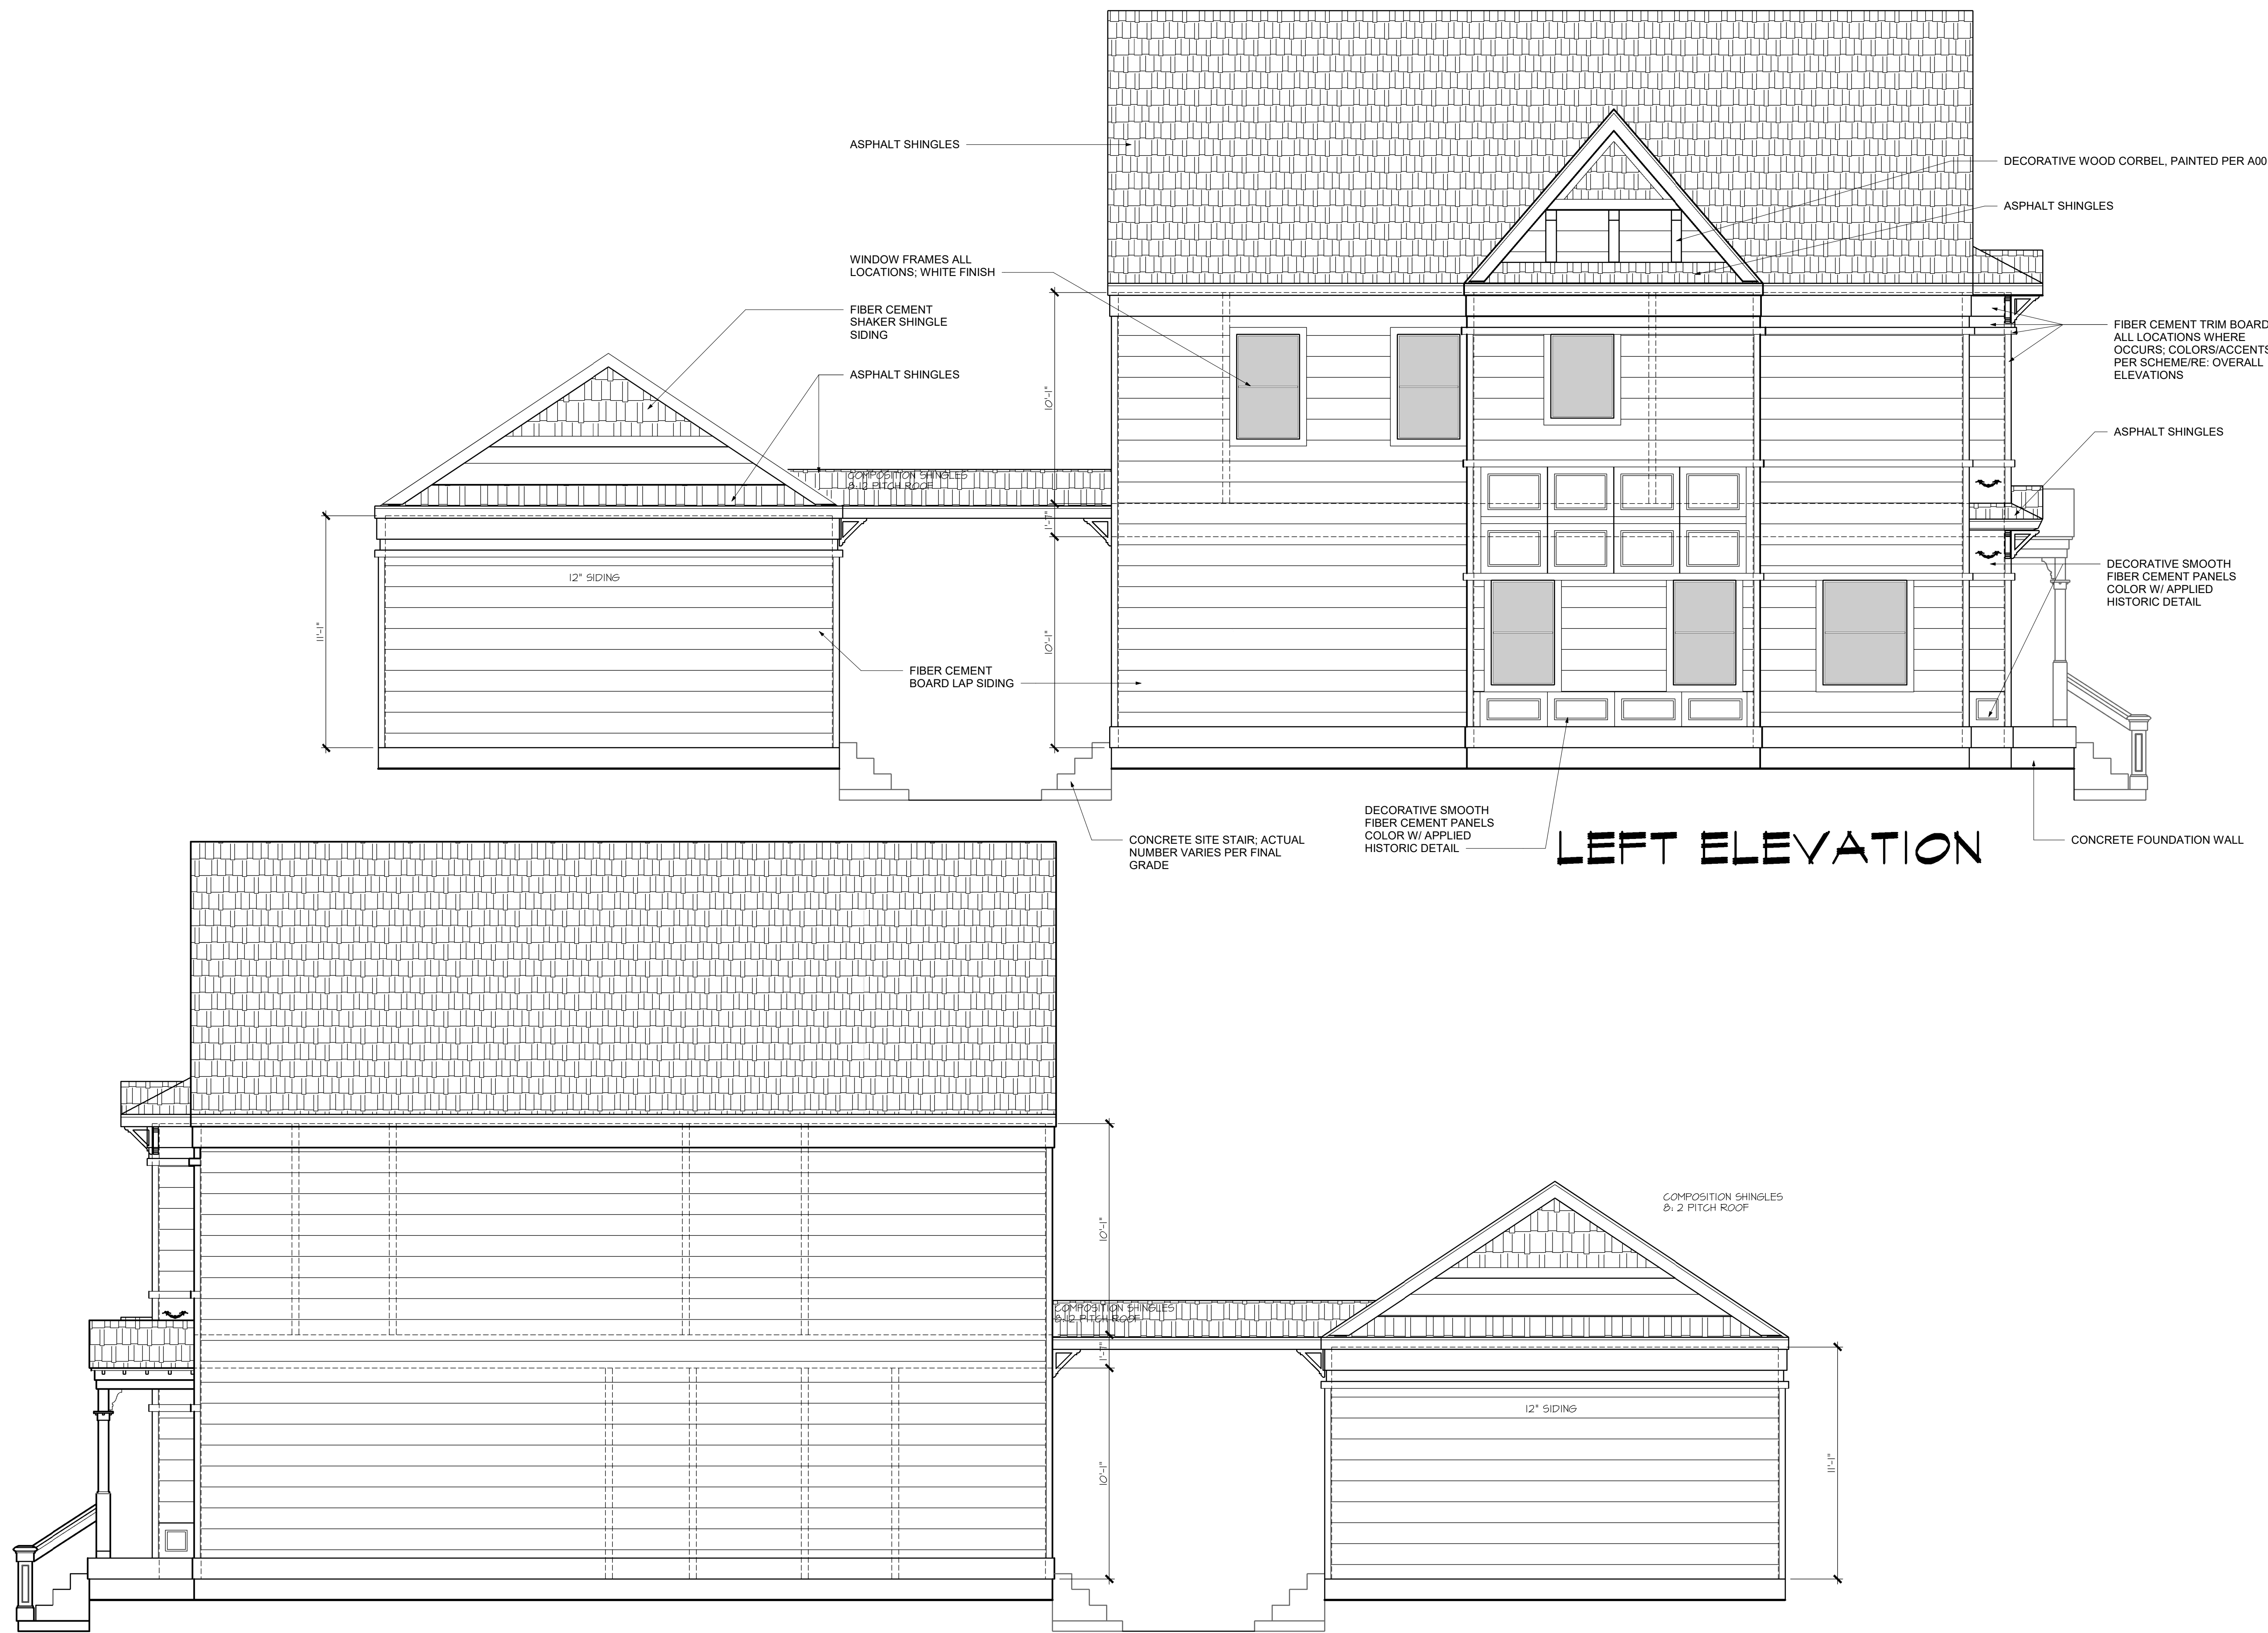 ASPHALT SHINGLES
DECORATIVE WOOD CORBEL, PAINTED PER A00
ASPHALT SHINGLES
WINDOW FRAMES ALL
LOCATIONS; WHITE FINISH
FIBER CEMENT
SHAKER SHINGLE
SIDING
FIBER CEMENT TRIM BOARD
ALL LOCATIONS WHERE
OCCURS; COLORS/ACCENTS
PER SCHEME/RE: OVERALL
ELEVATIONS
ASPHALT SHINGLES
10'-1"
ASPHALT SHINGLES
COMPOSITION SHINGLES
8:12 PITCH ROOF
1'-7"
12" SIDING
DECORATIVE SMOOTH
FIBER CEMENT PANELS
COLOR W/ APPLIED
HISTORIC DETAIL
11'-1"
10'-1"
FIBER CEMENT
BOARD LAP SIDING
DECORATIVE SMOOTH
FIBER CEMENT PANELS
COLOR W/ APPLIED
HISTORIC DETAIL
CONCRETE SITE STAIR; ACTUAL
NUMBER VARIES PER FINAL
GRADE
LEFT ELEVATION
CONCRETE FOUNDATION WALL
COMPOSITION SHINGLES
8:12 PITCH ROOF
10'-1"
COMPOSITION SHINGLES
8:12 PITCH ROOF
1'-7"
12" SIDING
10'-1"
11'-1"